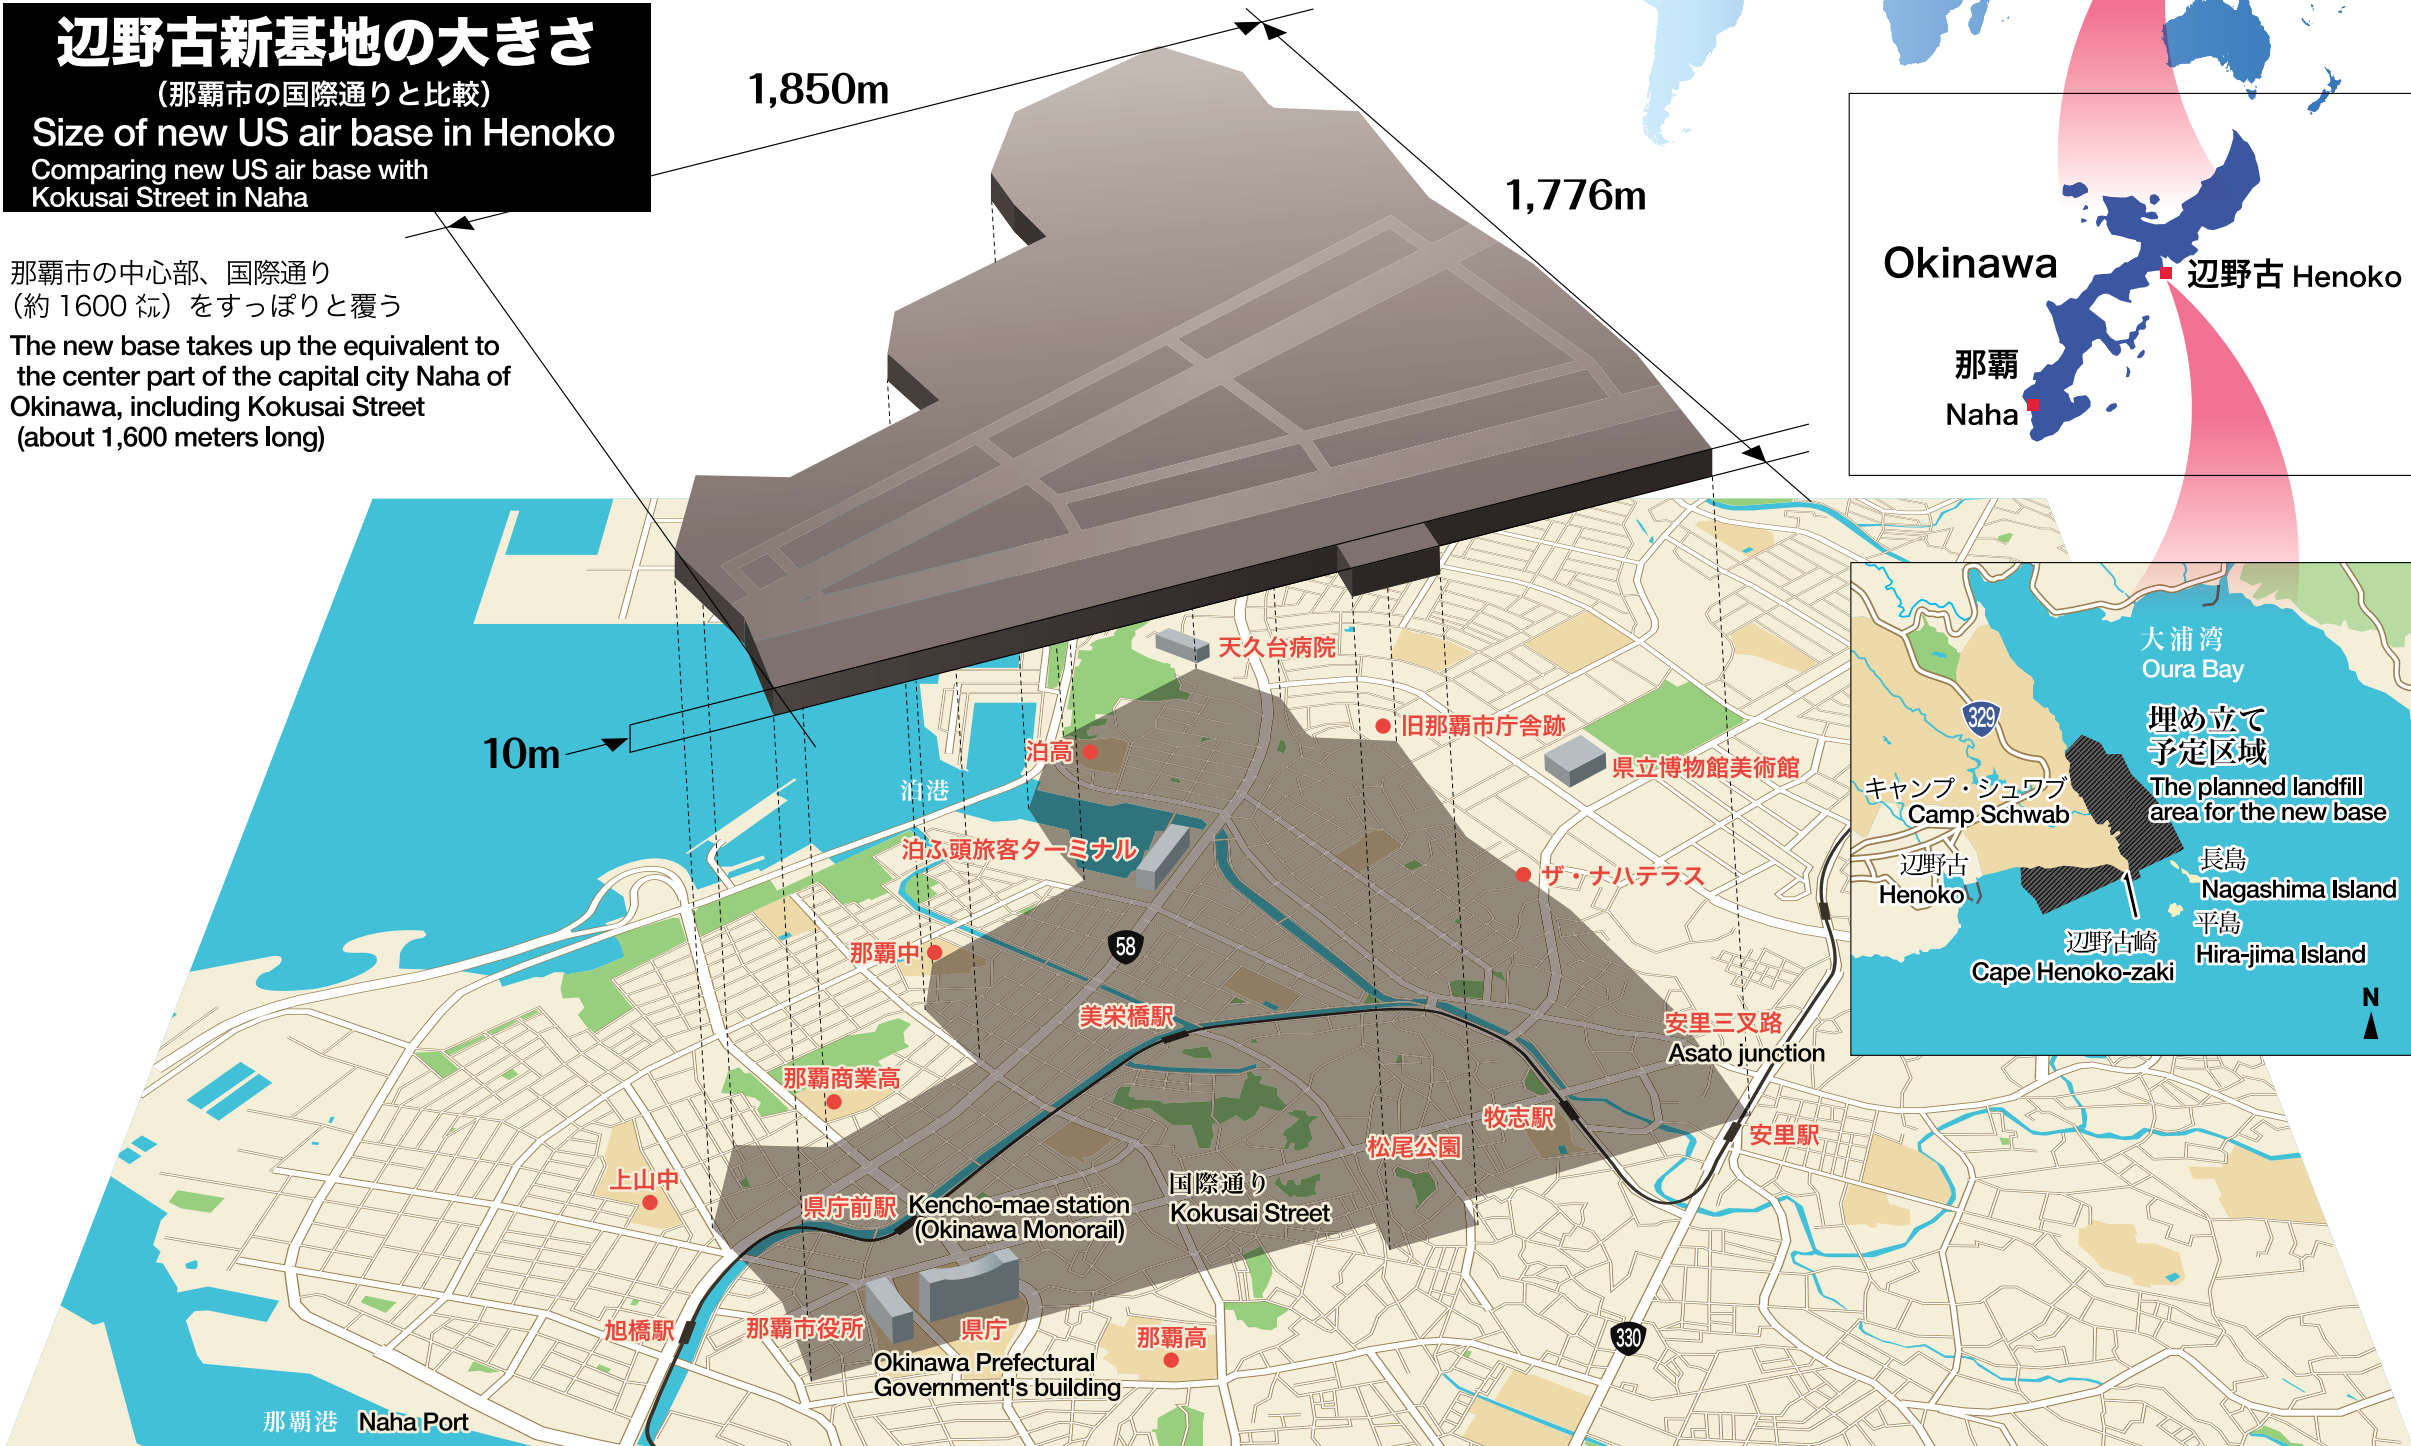 辺野古新基地の大きさ
（那覇市の国際通りと比較）
Size of new US air base in Henoko
Comparing new US air base with
Kokusai Street in Naha
那覇市の中心部、国際通り
（約1600㍍）をすっぽりと覆う
The new base takes up the equivalent to
the center part of the capital city Naha of
Okinawa, including Kokusai Street
(about 1,600 meters long)
1,850m
1,776m
10m
Okinawa
辺野古 Henoko
那覇
Naha
大浦湾
Oura Bay
329
埋め立て
予定区域
The planned landfill
area for the new base
キャンプ・シュワブ
Camp Schwab
辺野古
Henoko
長島
Nagashima Island
平島
Hira-jima Island
辺野古崎
Cape Henoko-zaki
N
天久台病院
旧那覇市庁舎跡
泊高
県立博物館美術館
泊港
泊ふ頭旅客ターミナル
ザ・ナハテラス
那覇中
58
美栄橋駅
安里三叉路
Asato junction
那覇商業高
牧志駅
安里駅
松尾公園
上山中
国際通り
Kokusai Street
県庁前駅
Kencho-mae station
(Okinawa Monorail)
旭橋駅
那覇市役所
県庁
Okinawa Prefectural
Government's building
那覇高
330
那覇港 Naha Port